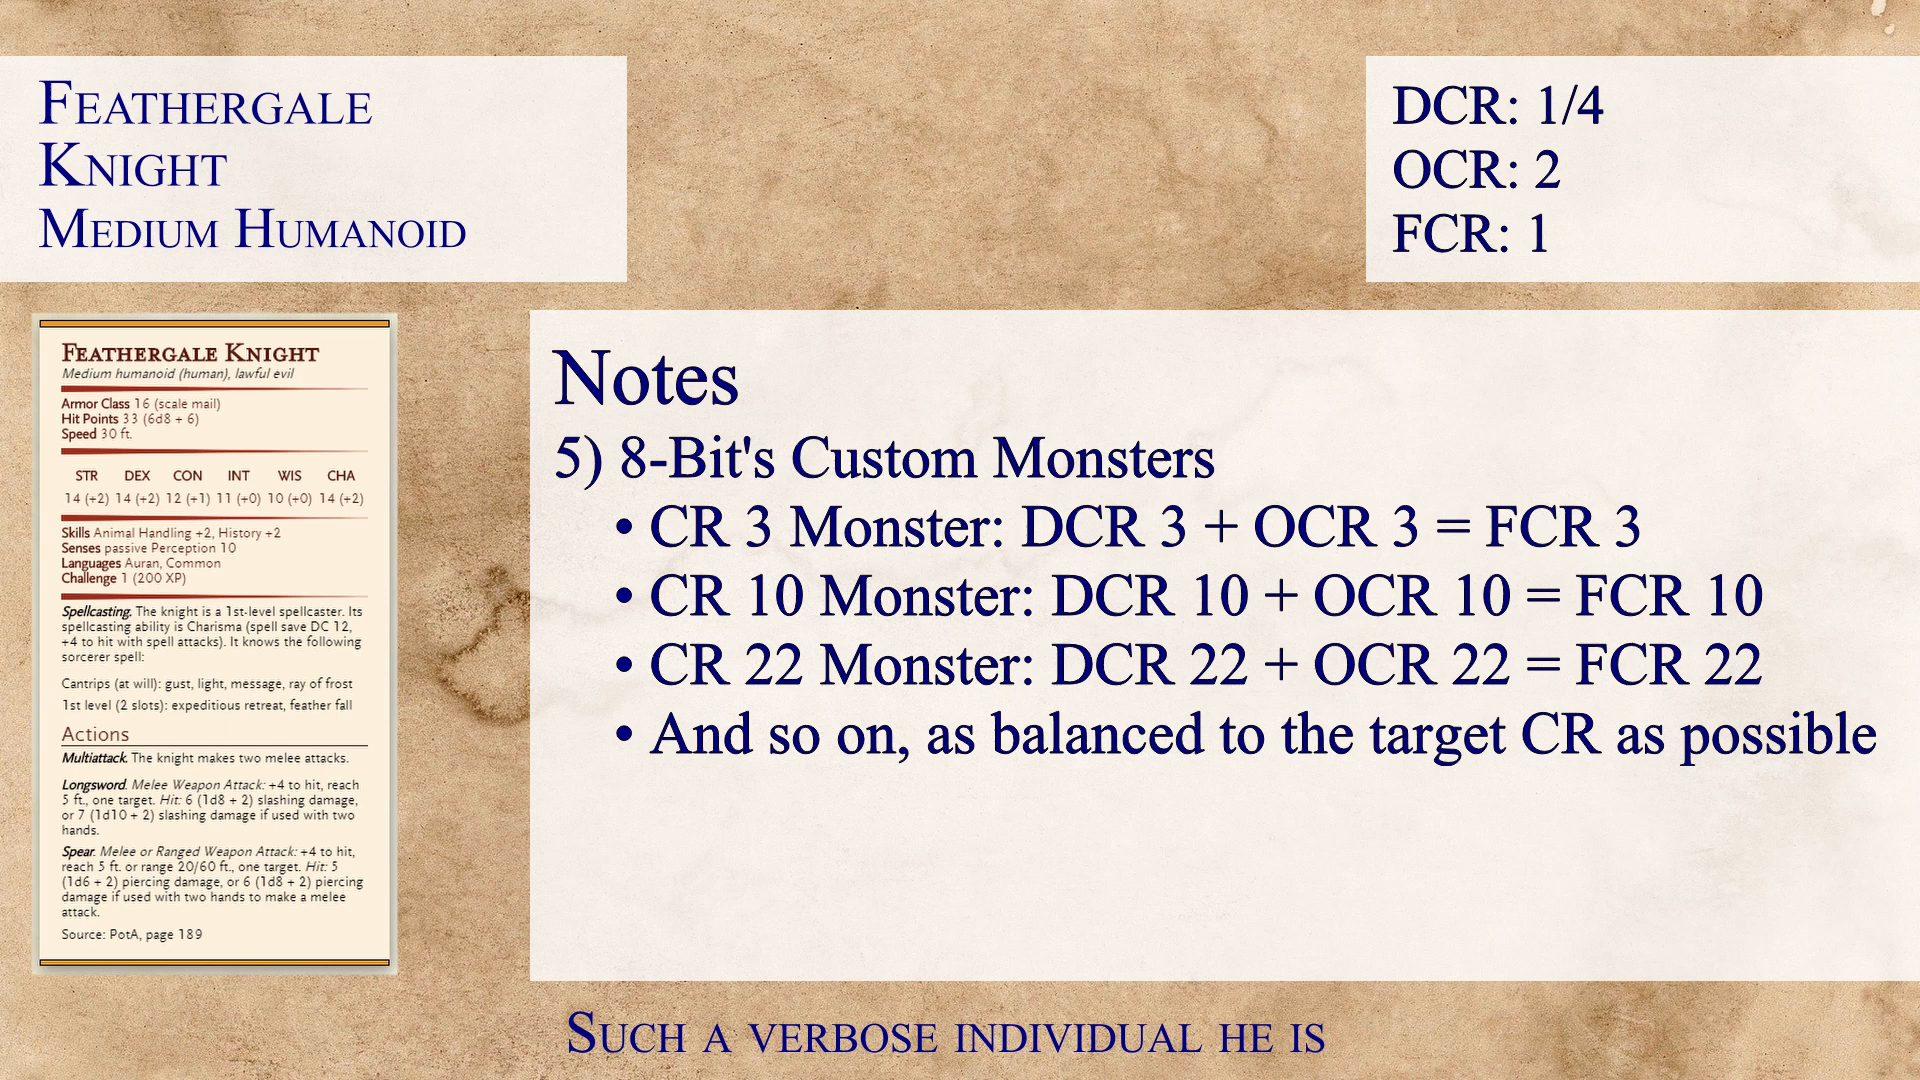 Feathergale
Knight
Medium Humanoid
DCR: 1/4
OCR: 2
FCR: 1
Feathergale Knight
Medium humanoid (human), lawful evil
Armor Class 16 (scale mail)
Hit Points 33 (6d8 + 6)
Speed 30 ft.
STR DEX CON INT WIS CHA
14 (+2) 14 (+2) 12 (+1) 11 (+0) 10 (+0) 14 (+2)
Skills Animal Handling +2, History +2
Senses passive Perception 10
Languages Auran, Common
Challenge 1 (200 XP)
Spellcasting. The knight is a 1st-level spellcaster. Its
spellcasting ability is Charisma (spell save DC 12,
+4 to hit with spell attacks). It knows the following
sorcerer spell:
Cantrips (at will): gust, light, message, ray of frost
1st level (2 slots): expeditious retreat, feather fall
Actions
Multiattack. The knight makes two melee attacks.
Longsword. Melee Weapon Attack: +4 to hit, reach
5 ft., one target. Hit: 6 (1d8 + 2) slashing damage,
or 7 (1d10 + 2) slashing damage if used with two
hands.
Spear. Melee or Ranged Weapon Attack: +4 to hit,
reach 5 ft. or range 20/60 ft., one target. Hit: 5
(1d6 + 2) piercing damage, or 6 (1d8 + 2) piercing
damage if used with two hands to make a melee
attack.
Source: PotA, page 189
Notes
5) 8-Bit's Custom Monsters
• CR 3 Monster: DCR 3 + OCR 3 = FCR 3
• CR 10 Monster: DCR 10 + OCR 10 = FCR 10
• CR 22 Monster: DCR 22 + OCR 22 = FCR 22
• And so on, as balanced to the target CR as possible
Such a verbose individual he is